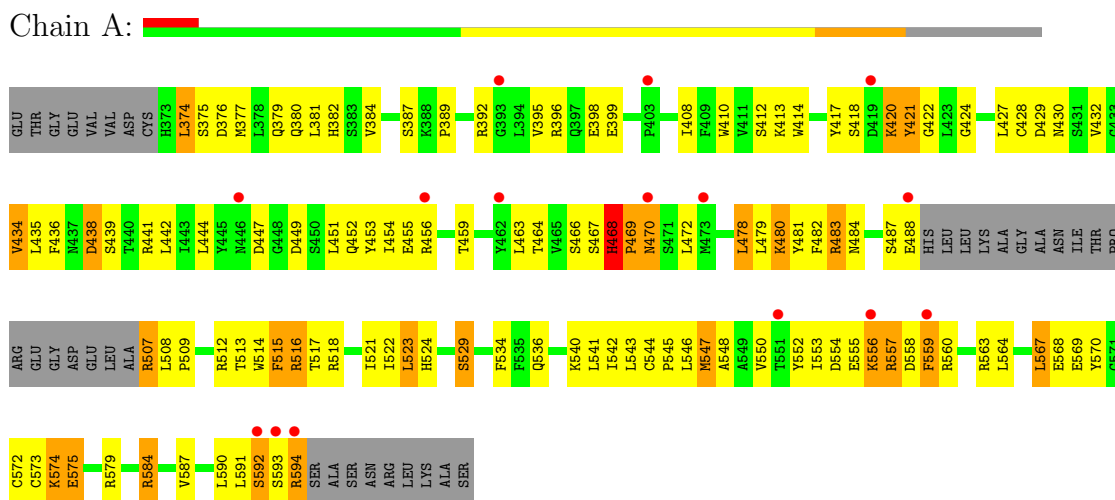 Chain A:
GLU THR GLY GLU VAL VAL ASP CYS H373 L374 S375 D376 M377 L378 Q379 Q380 L381 H382 S383 V384 S387 K388 P389 R392 G393 L394 V395 R396 Q397 E398 E399 P403 I408 F409 W410 V411 S412 K413 W414 Y417 S418 D419 K420 Y421 G422 L423 G424 L427 C428 D429 N430 S431 V432 C433
V434 L435 F436 N437 D438 S439 T440 R441 L442 I443 L444 Y445 N446 D447 G448 D449 S450 L451 Q452 Y453 I454 E455 R456 T459 Y462 L463 T464 V465 S466 S467 H468 P469 N470 S471 L472 M473 L478 L479 K480 Y481 F482 R483 N484 S487 E488 HIS LEU LEU LYS ALA GLY ALA ASN ILE THR PRO
ARG GLU GLY ASP GLU LEU ALA R507 L508 P509 R512 T513 W514 F515 R516 T517 R518 I521 I522 L523 H524 S529 F534 F535 Q536 K540 L541 I542 L543 C544 P545 L546 M547 A548 A549 V550 T551 Y552 I553 D554 E555 K556 R557 D558 F559 R560 R563 L564 L567 E568 E569 Y570 G571
C572 C573 K574 E575 R579 R584 V587 L590 L591 S592 S593 R594 SER ALA SER ASN ARG LEU LYS ALA SER